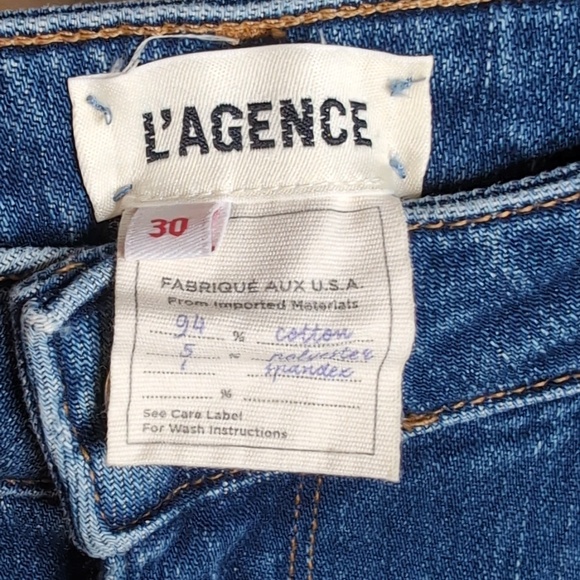 L'AGENCE
30
FABRIQUÉ AUX U.S.A.
From Imported Materials
94 % cotton
5 % polyester
1 spandex
%
See Care Label
For Wash Instructions